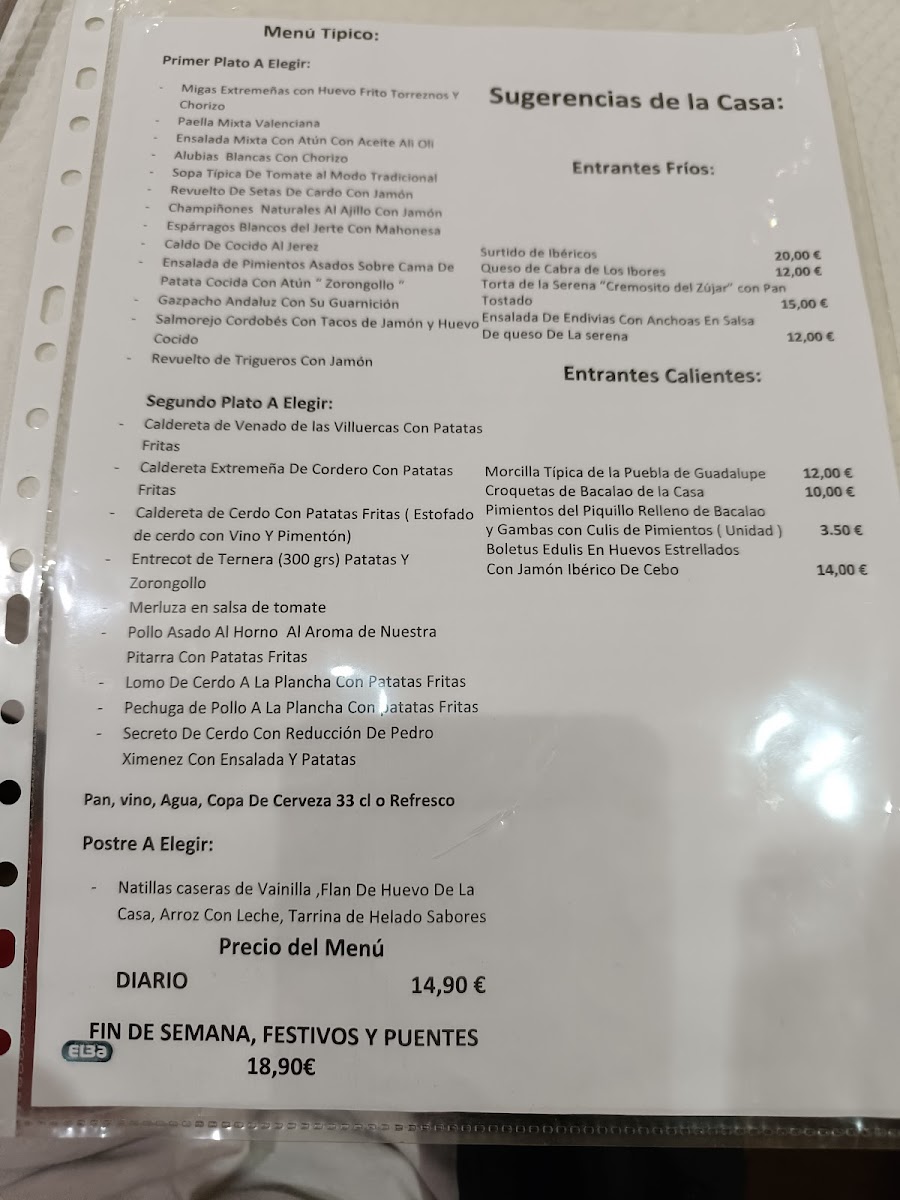 Menú Típico:
Primer Plato A Elegir:
- Migas Extremeñas con Huevo Frito Torreznos Y
Chorizo
- Paella Mixta Valenciana
- Ensalada Mixta Con Atún Con Aceite Ali Oli
- Alubias Blancas Con Chorizo
- Sopa Típica De Tomate al Modo Tradicional
- Revuelto De Setas De Cardo Con Jamón
- Champiñones Naturales Al Ajillo Con Jamón
- Espárragos Blancos del Jerte Con Mahonesa
- Caldo De Cocido Al Jerez
- Ensalada de Pimientos Asados Sobre Cama De
Patata Cocida Con Atún " Zorongollo "
- Gazpacho Andaluz Con Su Guarnición
- Salmorejo Cordobés Con Tacos de Jamón y Huevo
Cocido
- Revuelto de Trigueros Con Jamón
Segundo Plato A Elegir:
- Caldereta de Venado de las Villuercas Con Patatas
Fritas
- Caldereta Extremeña De Cordero Con Patatas
Fritas
- Caldereta de Cerdo Con Patatas Fritas ( Estofado
de cerdo con Vino Y Pimentón)
- Entrecot de Ternera (300 grs) Patatas Y
Zorongollo
- Merluza en salsa de tomate
- Pollo Asado Al Horno Al Aroma de Nuestra
Pitarra Con Patatas Fritas
- Lomo De Cerdo A La Plancha Con Patatas Fritas
- Pechuga de Pollo A La Plancha Con patatas Fritas
- Secreto De Cerdo Con Reducción De Pedro
Ximenez Con Ensalada Y Patatas
Pan, vino, Agua, Copa De Cerveza 33 cl o Refresco
Postre A Elegir:
- Natillas caseras de Vainilla ,Flan De Huevo De La
Casa, Arroz Con Leche, Tarrina de Helado Sabores
Precio del Menú
DIARIO 14,90 €
FIN DE SEMANA, FESTIVOS Y PUENTES
18,90€
ELBA
Sugerencias de la Casa:
Entrantes Fríos:
Surtido de Ibéricos 20,00 €
Queso de Cabra de Los Ibores 12,00 €
Torta de la Serena "Cremosito del Zújar" con Pan
Tostado 15,00 €
Ensalada De Endivias Con Anchoas En Salsa
De queso De La serena 12,00 €
Entrantes Calientes:
Morcilla Típica de la Puebla de Guadalupe 12,00 €
Croquetas de Bacalao de la Casa 10,00 €
Pimientos del Piquillo Relleno de Bacalao
y Gambas con Culis de Pimientos ( Unidad ) 3.50 €
Boletus Edulis En Huevos Estrellados
Con Jamón Ibérico De Cebo 14,00 €